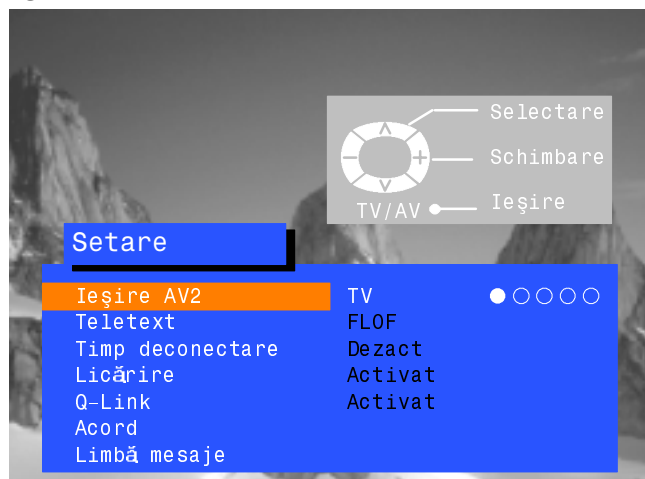 Selectare
Schimbare
TV/AV Ieşire
Setare
Ieşire AV2 TV
Teletext FLOF
Timp deconectare Dezact
Licărire Activat
Q-Link Activat
Acord
Limbă mesaje